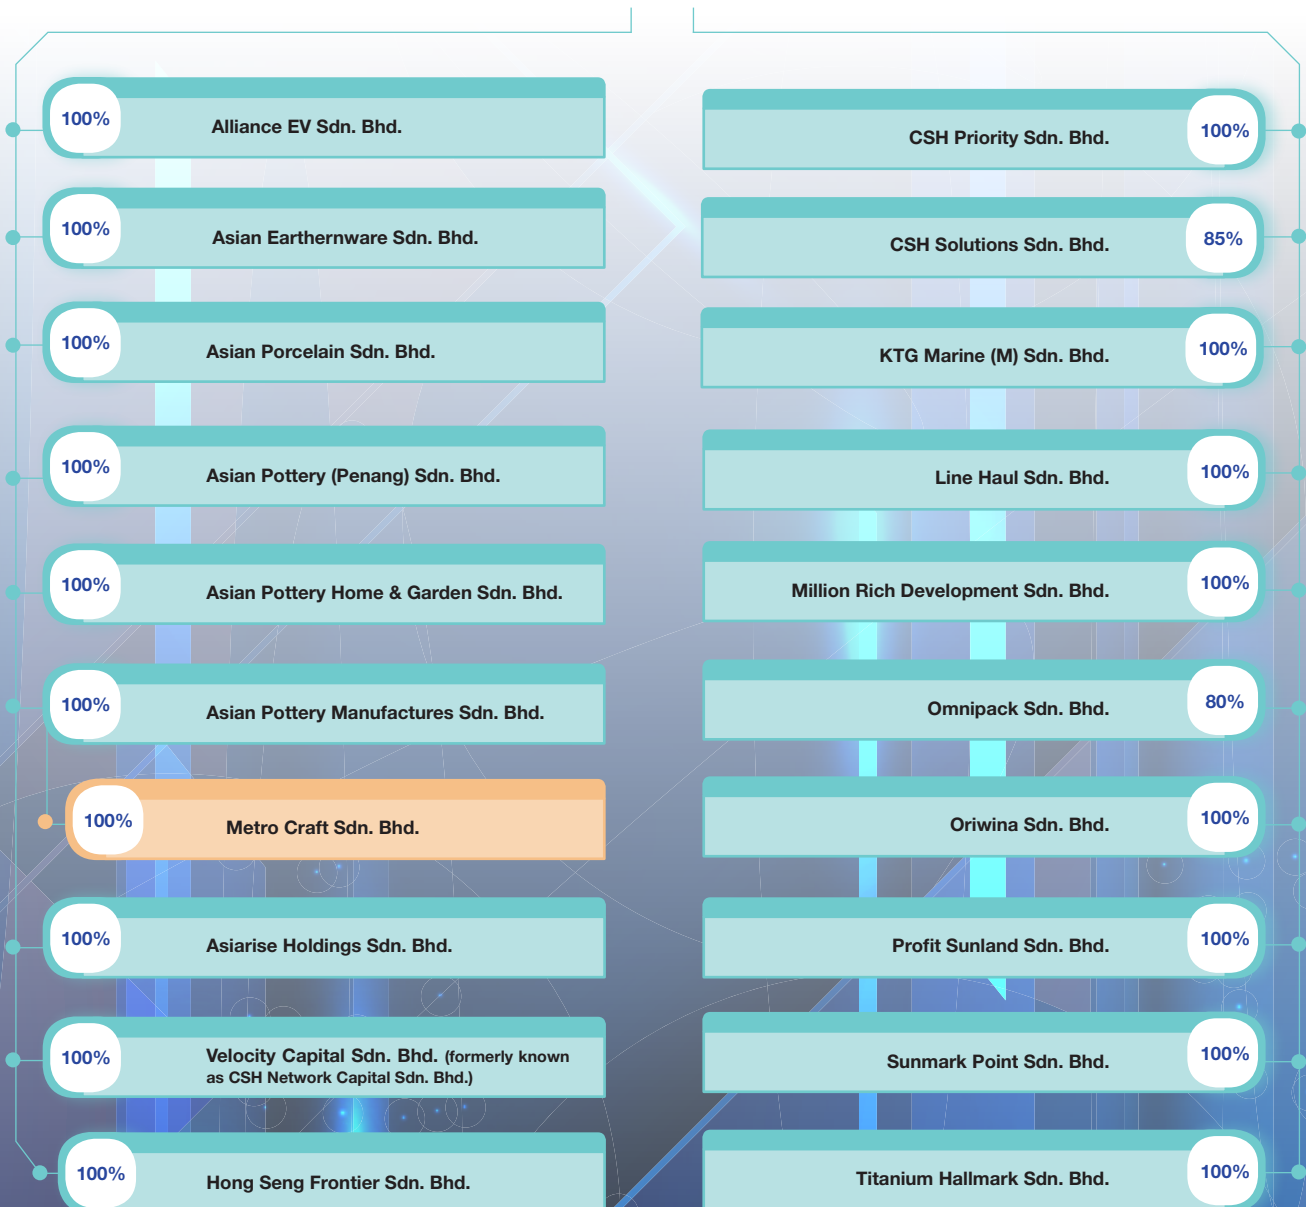 100%
Alliance EV Sdn. Bhd.
100%
Asian Earthernware Sdn. Bhd.
100%
Asian Porcelain Sdn. Bhd.
100%
Asian Pottery (Penang) Sdn. Bhd.
100%
Asian Pottery Home & Garden Sdn. Bhd.
100%
Asian Pottery Manufactures Sdn. Bhd.
100%
Metro Craft Sdn. Bhd.
100%
Asiarise Holdings Sdn. Bhd.
100%
Velocity Capital Sdn. Bhd. (formerly known
as CSH Network Capital Sdn. Bhd.)
100%
Hong Seng Frontier Sdn. Bhd.
CSH Priority Sdn. Bhd.
100%
CSH Solutions Sdn. Bhd.
85%
KTG Marine (M) Sdn. Bhd.
100%
Line Haul Sdn. Bhd.
100%
Million Rich Development Sdn. Bhd.
100%
Omnipack Sdn. Bhd.
80%
Oriwina Sdn. Bhd.
100%
Profit Sunland Sdn. Bhd.
100%
Sunmark Point Sdn. Bhd.
100%
Titanium Hallmark Sdn. Bhd.
100%